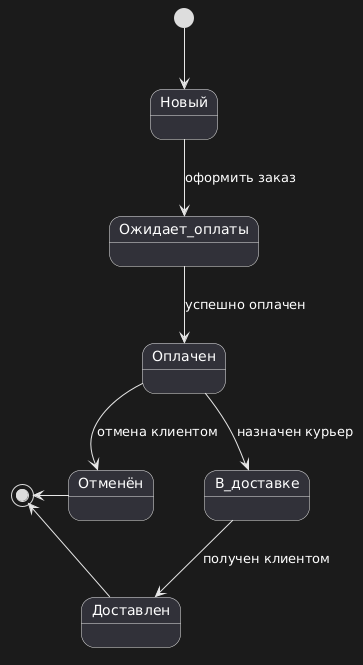 Новый
оформить заказ
Ожидает_оплаты
успешно оплачен
Оплачен
отмена клиентом
назначен курьер
Отменён
В_доставке
получен клиентом
Доставлен